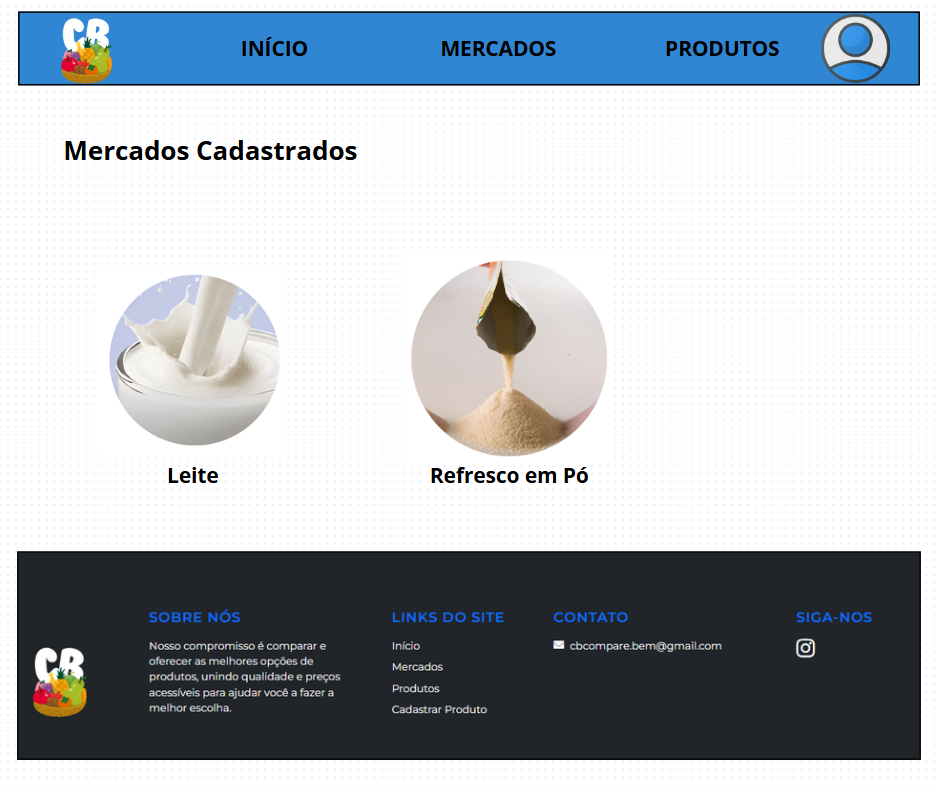 CB
INÍCIO
MERCADOS
PRODUTOS
Mercados Cadastrados
Leite
Refresco em Pó
CB
SOBRE NÓS
Nosso compromisso é comparar e
oferecer as melhores opções de
produtos, unindo qualidade e preços
acessíveis para ajudar você a fazer a
melhor escolha.
LINKS DO SITE
Início
Mercados
Produtos
Cadastrar Produto
CONTATO
cbcompare.bem@gmail.com
SIGA-NOS